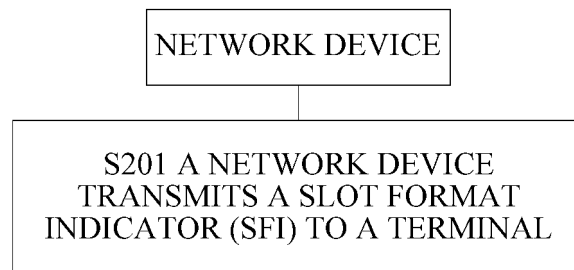 NETWORK DEVICE
S201 A NETWORK DEVICE
TRANSMITS A SLOT FORMAT
INDICATOR (SFI) TO A TERMINAL